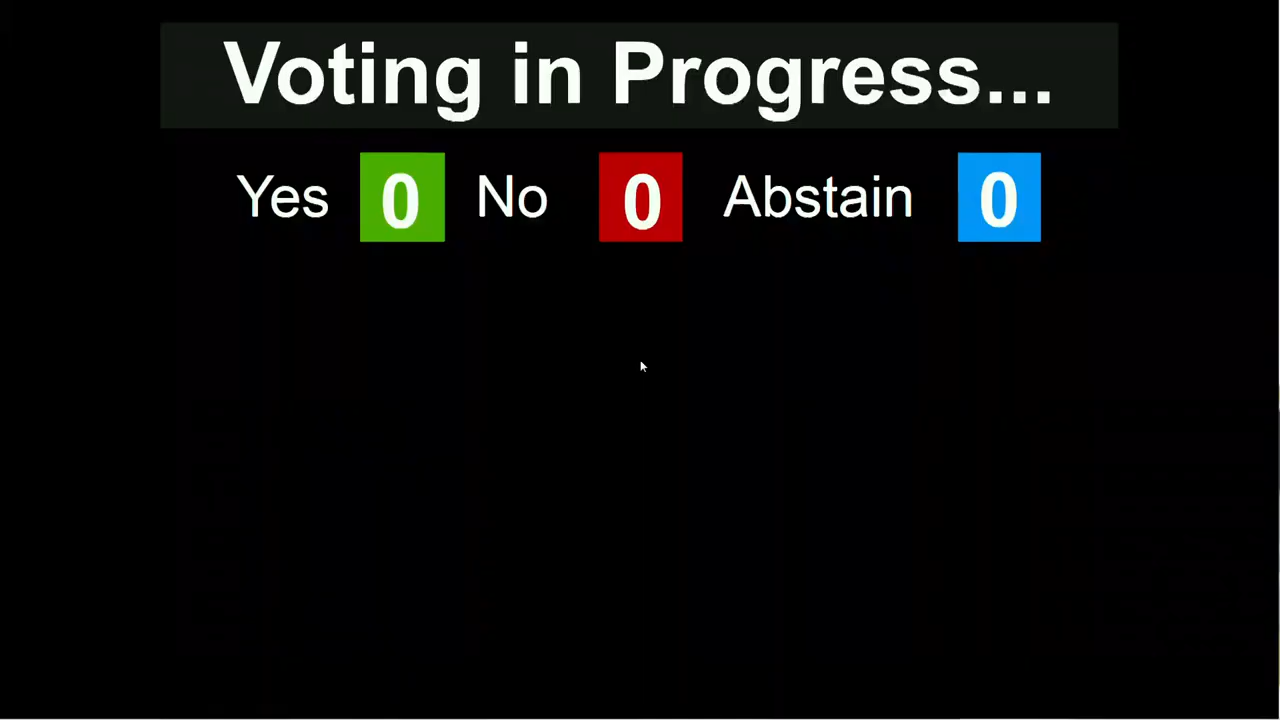 Voting in Progress...
Yes 0 No 0 Abstain 0